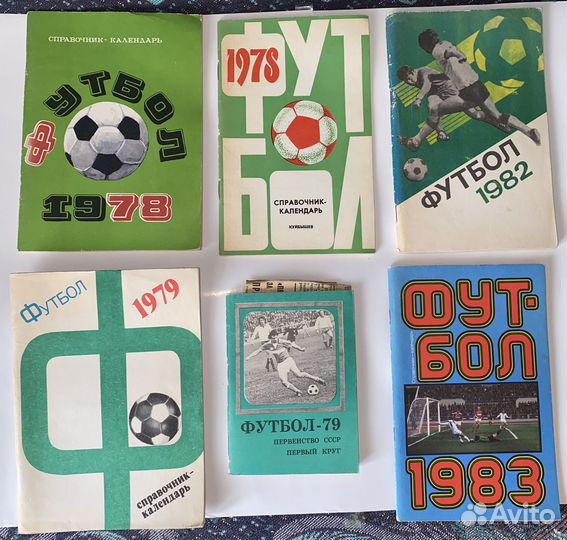 СПРАВОЧНИК-КАЛЕНДАРЬ
ФУТБОЛ
1978
1978
ФУТ
БОЛ
СПРАВОЧНИК-
КАЛЕНДАРЬ
КУЙБЫШЕВ
ФУТБОЛ
1982
ФУТБОЛ
1979
Ф
справочник-
календарь
ФУТБОЛ-79
ПЕРВЕНСТВО СССР
ПЕРВЫЙ КРУГ
ФУТ-
БОЛ
1983
Avito